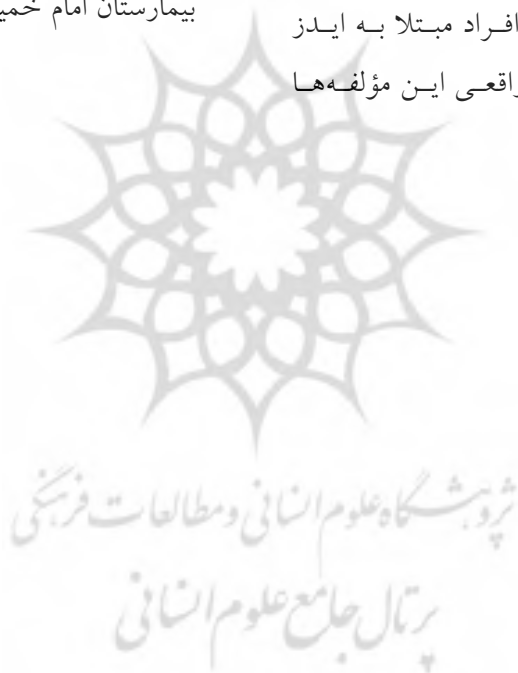 افراد مبتلا به ایدز
این مؤلفه‌ها
بیمارستان امام
پژوهشگاه علوم انسانی و مطالعات فرهنگی
پرتال جامع علوم انسانی